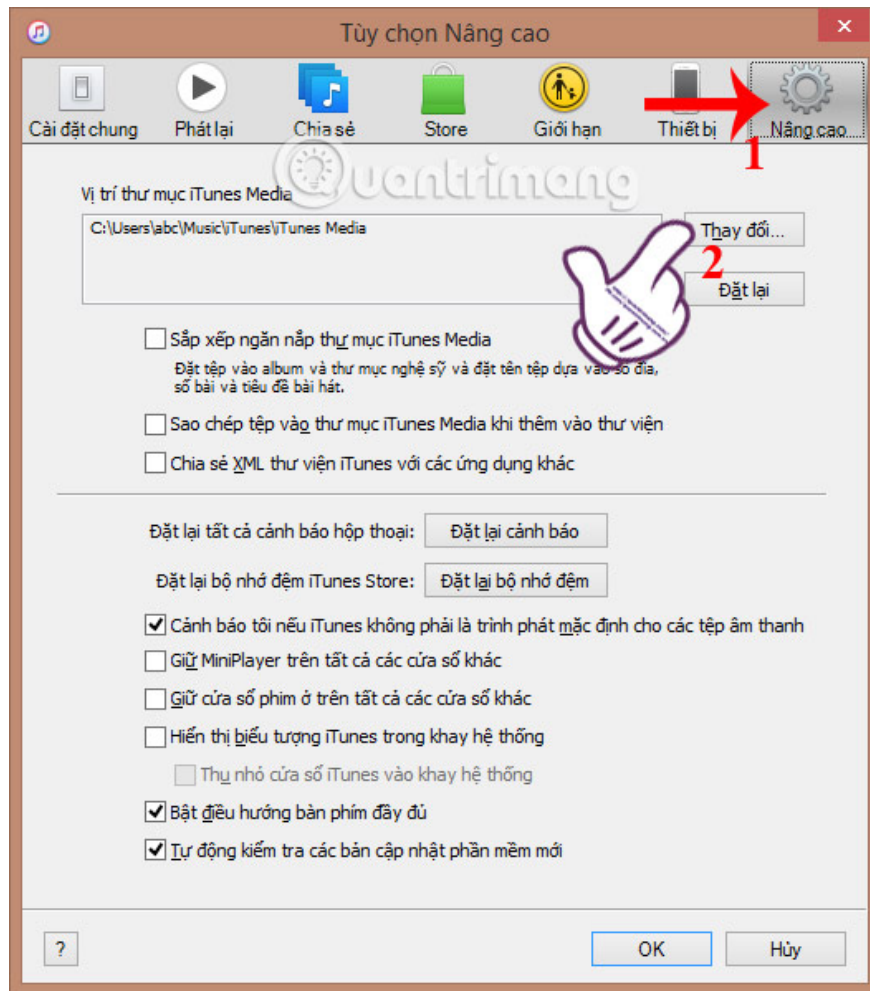 Tùy chọn Nâng cao
Cài đặt chung Phát lại Chia sẻ Store Giới hạn Thiết bị Nâng cao
1
Quantrimang
Vị trí thư mục iTunes Media
C:\Users\abc\Music\iTunes\iTunes Media
Thay đổi...
2
Đặt lại
Sắp xếp ngăn nắp thư mục iTunes Media
Đặt tệp vào album và thư mục nghệ sỹ và đặt tên tệp dựa vào số đĩa,
số bài và tiêu đề bài hát.
Sao chép tệp vào thư mục iTunes Media khi thêm vào thư viện
Chia sẻ XML thư viện iTunes với các ứng dụng khác
Đặt lại tất cả cảnh báo hộp thoại: Đặt lại cảnh báo
Đặt lại bộ nhớ đệm iTunes Store: Đặt lại bộ nhớ đệm
Cảnh báo tôi nếu iTunes không phải là trình phát mặc định cho các tệp âm thanh
Giữ MiniPlayer trên tất cả các cửa sổ khác
Giữ cửa sổ phim ở trên tất cả các cửa sổ khác
Hiển thị biểu tượng iTunes trong khay hệ thống
Thu nhỏ cửa sổ iTunes vào khay hệ thống
Bật điều hướng bàn phím đầy đủ
Tự động kiểm tra các bản cập nhật phần mềm mới
? OK Hủy